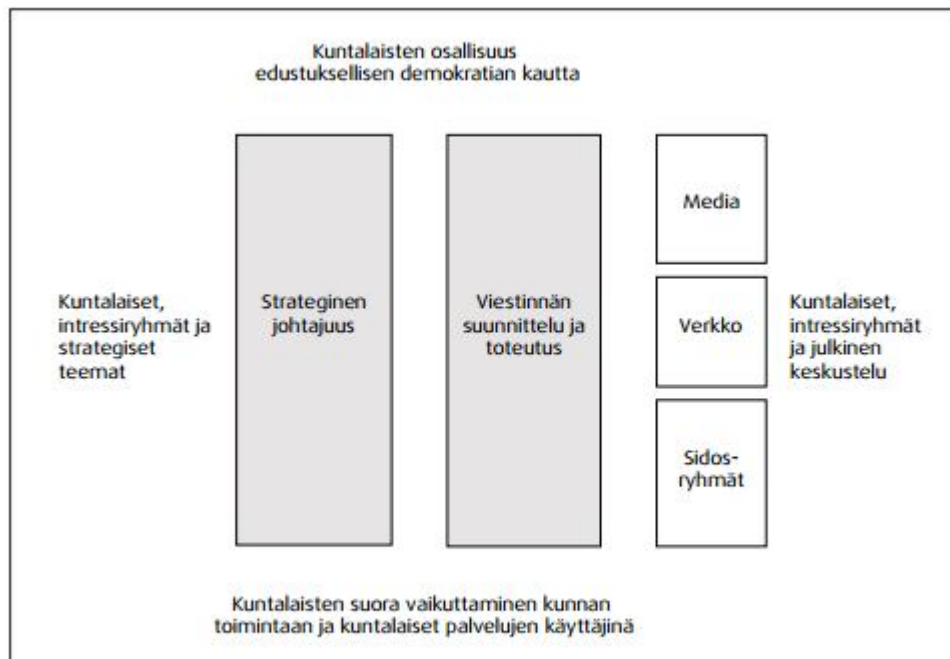 Kuntalaisten osallisuus
edustuksellisen demokratian kautta
Kuntalaiset,
intressiryhmät ja
strategiset
teemat
Strateginen
johtajuus
Viestinnän
suunnittelu ja
toteutus
Media
Verkko
Sidos-
ryhmät
Kuntalaiset,
intressiryhmät
ja julkinen
keskustelu
Kuntalaisten suora vaikuttaminen kunnan
toimintaan ja kuntalaiset palvelujen käyttäjinä